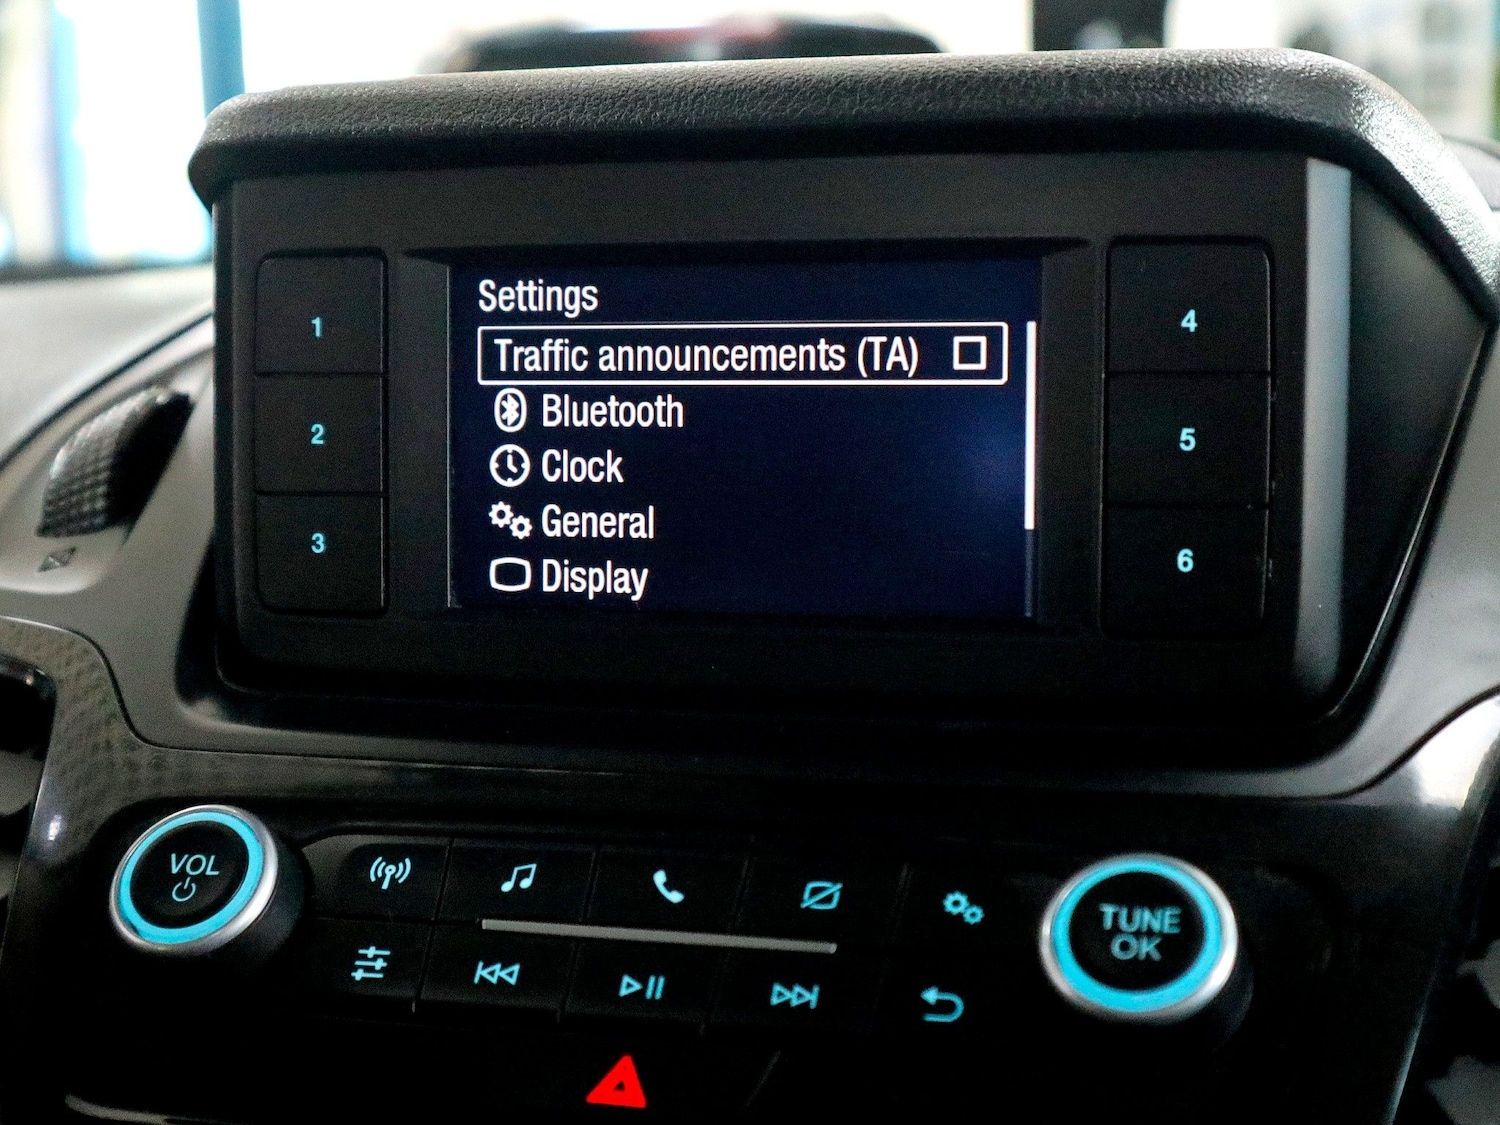 Settings
Traffic announcements (TA)
Bluetooth
Clock
General
Display
1
2
3
4
5
6
VOL
TUNE
OK